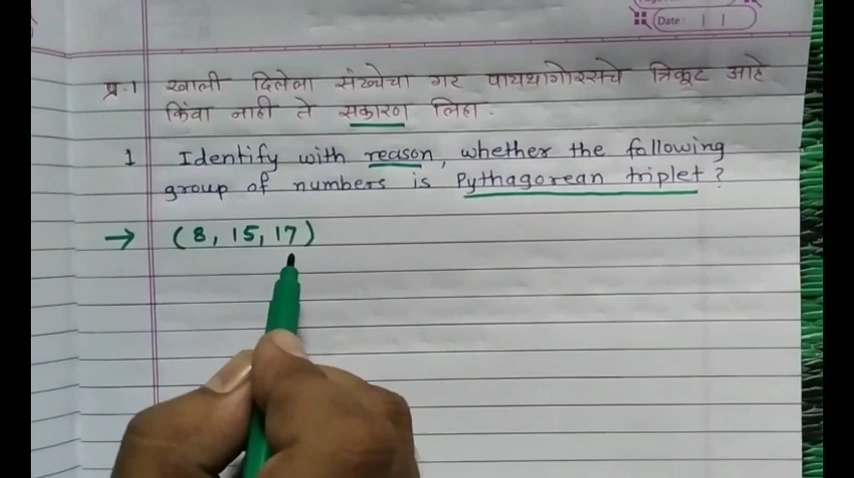 Date :
प्र.1 खाली दिलेला संख्येचा गट पायथागोरसचे त्रिकूट आहे
किंवा नाही ते सकारण लिहा.
1 Identify with reason, whether the following
group of numbers is Pythagorean triplet?
→ (8, 15, 17)